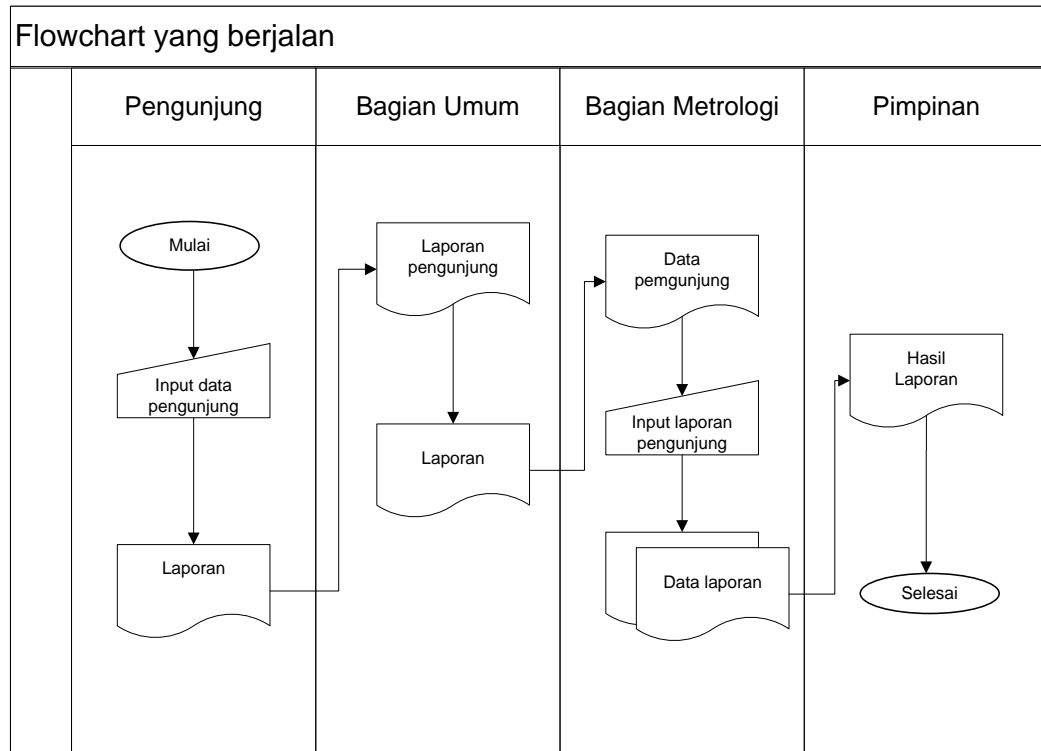 Flowchart yang berjalan
Pengunjung
Bagian Umum
Bagian Metrologi
Pimpinan
Mulai
Input data
pengunjung
Laporan
Laporan
pengunjung
Laporan
Data
pemgunjung
Input laporan
pengunjung
Data laporan
Hasil
Laporan
Selesai